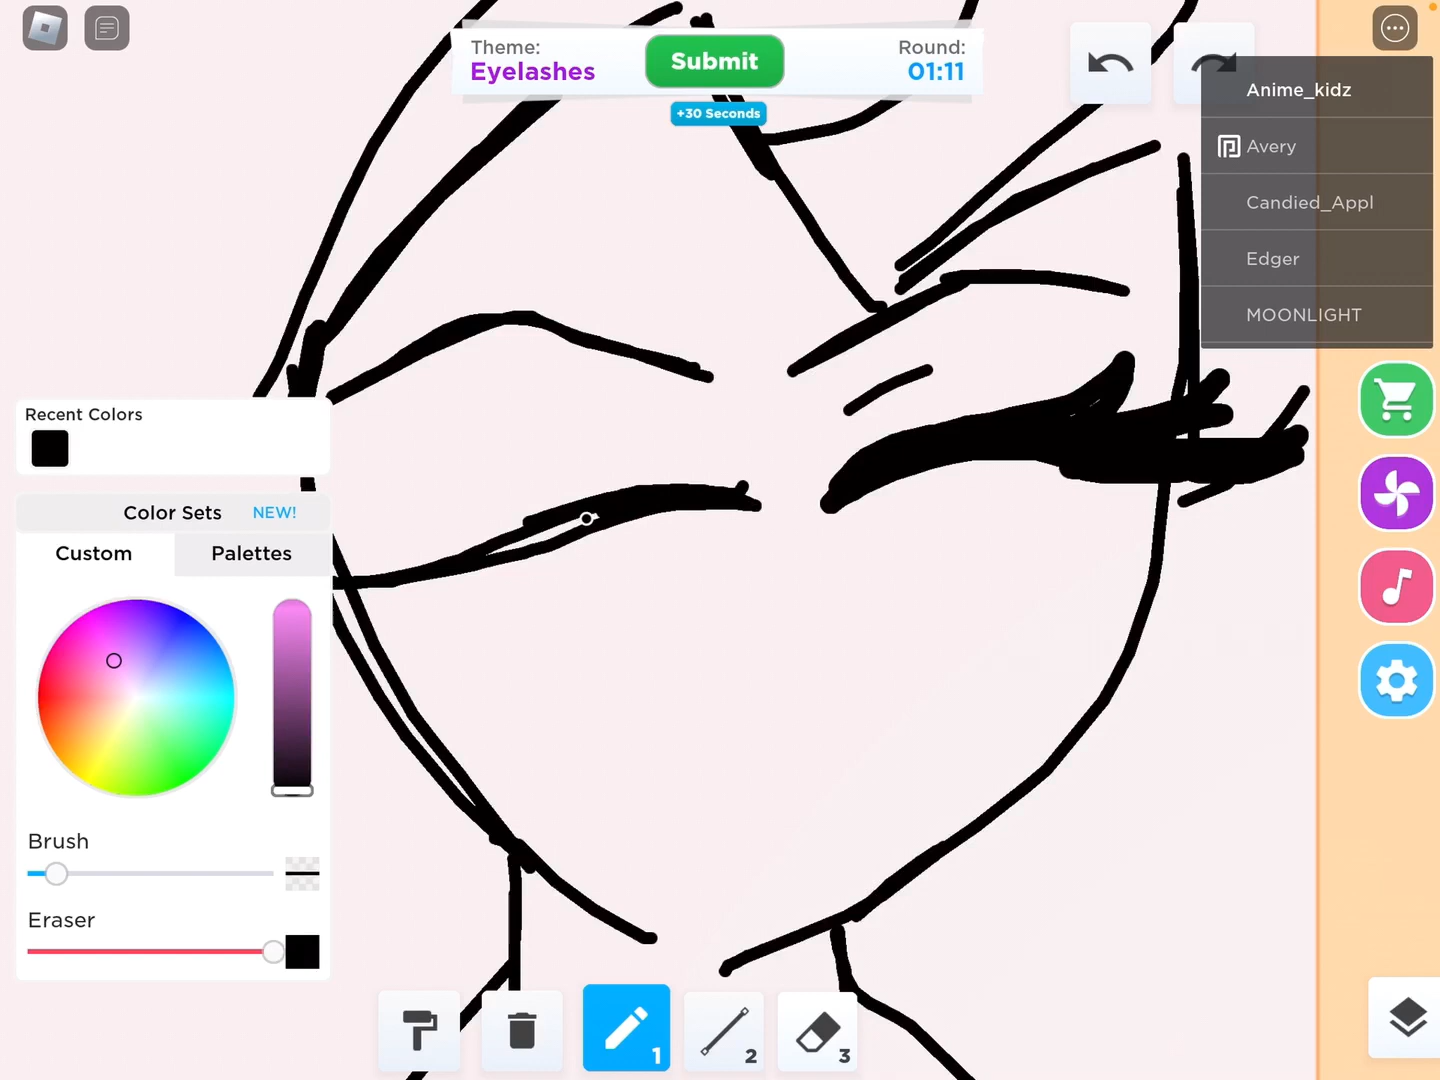 Theme:
Eyelashes
Submit
Round:
01:11
+30 Seconds
Anime_kidz
Avery
Candied_Appl
Edger
MOONLIGHT
Recent Colors
Color Sets NEW!
Custom Palettes
Brush
Eraser
1
2
3